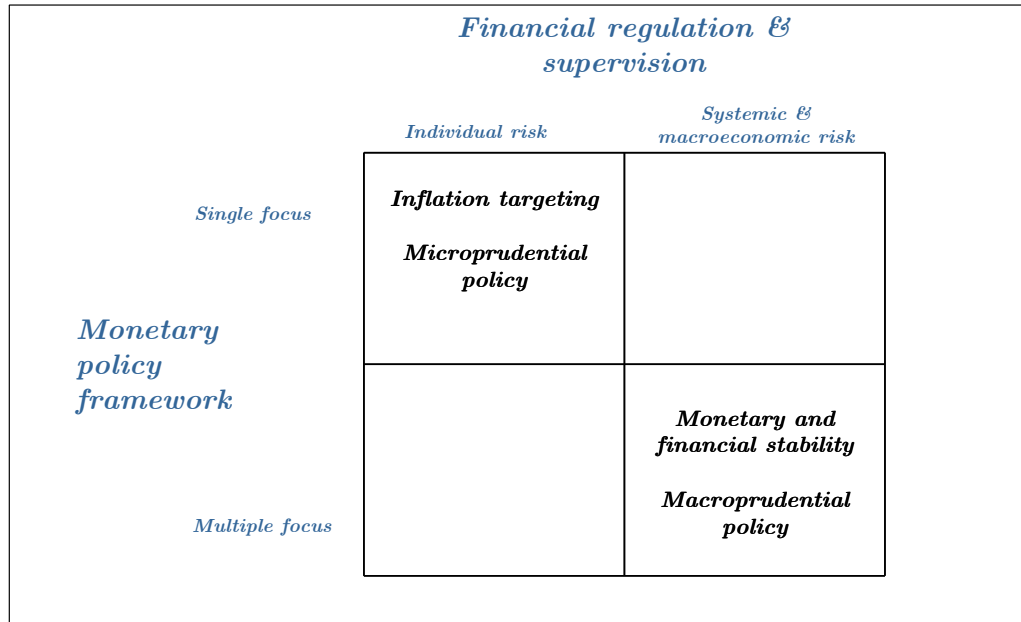 Financial regulation &
supervision
Individual risk
Systemic &
macroeconomic risk
Single focus
Inflation targeting
Microprudential
policy
Monetary
policy
framework
Monetary and
financial stability
Macroprudential
policy
Multiple focus